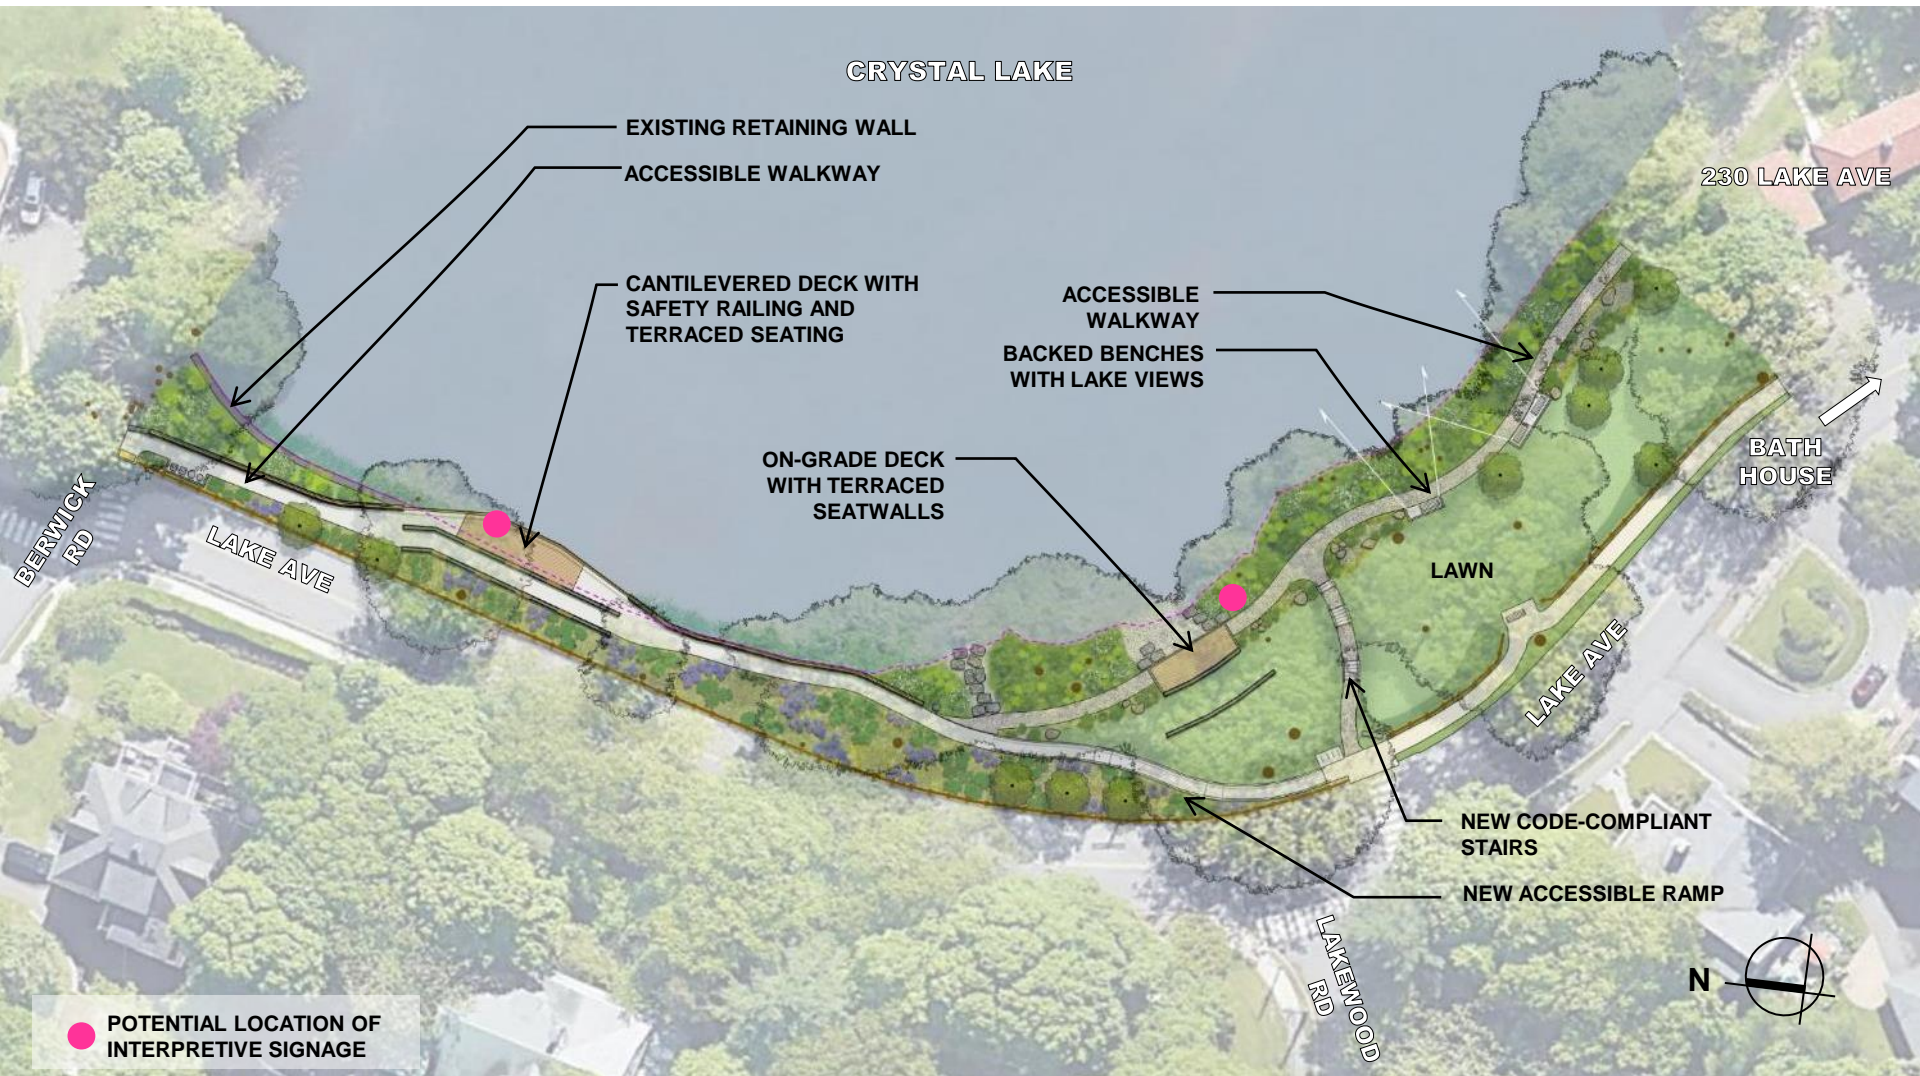 CRYSTAL LAKE
EXISTING RETAINING WALL
ACCESSIBLE WALKWAY
230 LAKE AVE
CANTILEVERED DECK WITH
SAFETY RAILING AND
TERRACED SEATING
ACCESSIBLE
WALKWAY
BACKED BENCHES
WITH LAKE VIEWS
ON-GRADE DECK
WITH TERRACED
SEATWALLS
BATH
HOUSE
BERWICK
RD
LAKE AVE
LAWN
LAKE AVE
NEW CODE-COMPLIANT
STAIRS
NEW ACCESSIBLE RAMP
LAKEWOOD
RD
N
POTENTIAL LOCATION OF
INTERPRETIVE SIGNAGE